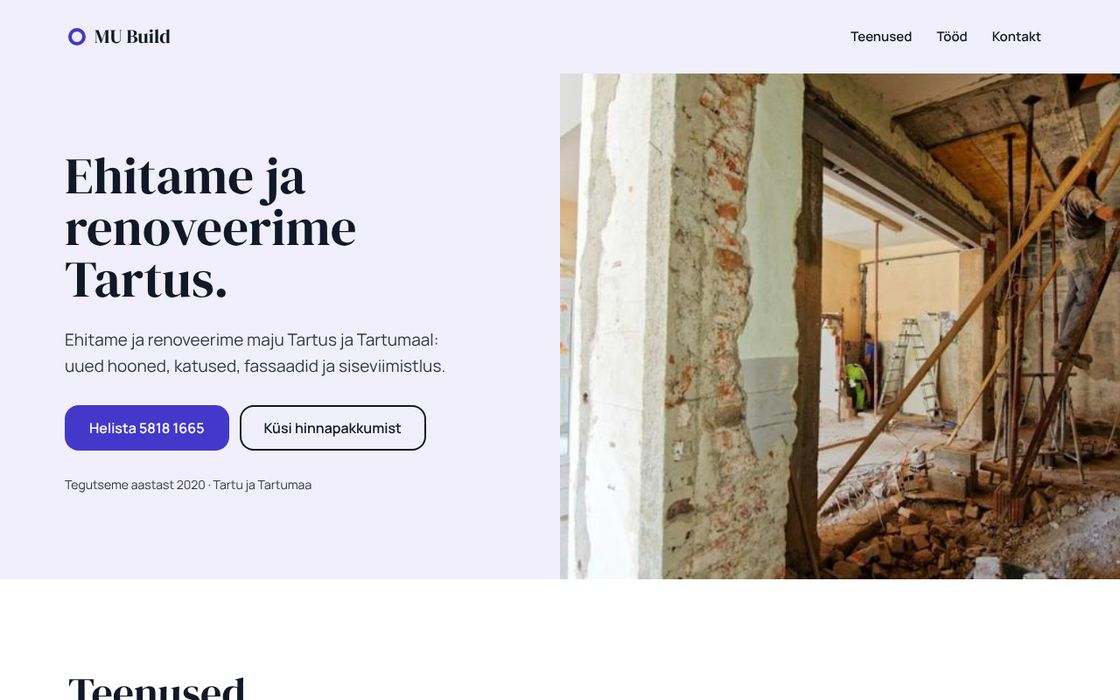 MU Build
Teenused
Tööd
Kontakt
Ehitame ja
renoveerime
Tartus.
Ehitame ja renoveerime maju Tartus ja Tartumaal:
uued hooned, katused, fassaadid ja siseviimistlus.
Helista 5818 1665
Küsi hinnapakkumist
Tegutseme aastast 2020 · Tartu ja Tartumaa
Teenused